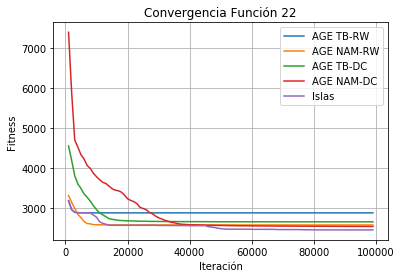 Convergencia Función 22
AGE TB-RW
AGE NAM-RW
AGE TB-DC
AGE NAM-DC
Islas
Fitness
7000
6000
5000
4000
3000
0
20000
40000
60000
80000
100000
Iteración